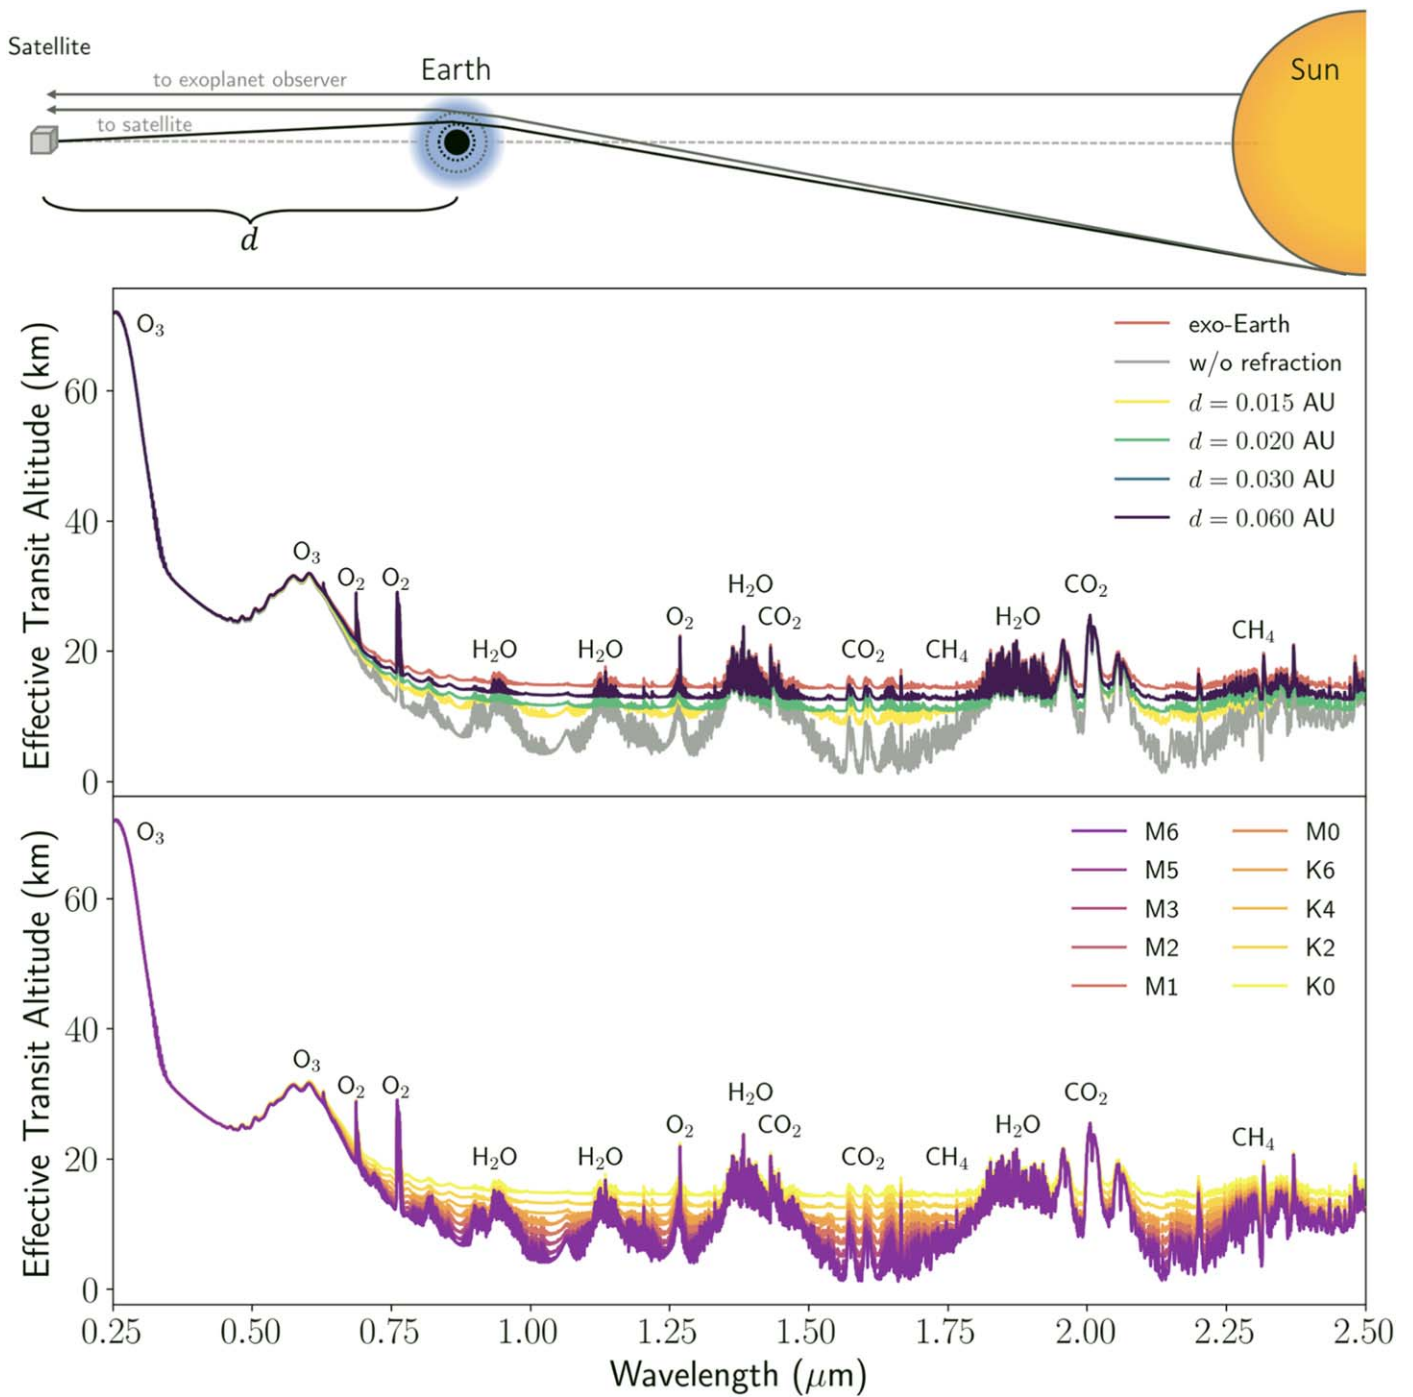 Satellite
to exoplanet observer
Earth
Sun
to satellite
d
Effective Transit Altitude (km)
60
40
20
0
O₃
O₃
O₂
O₂
H₂O
H₂O
O₂
H₂O
CO₂
CO₂
CH₄
H₂O
CO₂
CH₄
exo-Earth
w/o refraction
d = 0.015 AU
d = 0.020 AU
d = 0.030 AU
d = 0.060 AU
Effective Transit Altitude (km)
60
40
20
0
O₃
O₃
O₂
O₂
H₂O
H₂O
O₂
H₂O
CO₂
CO₂
CH₄
H₂O
CO₂
CH₄
M6 M0
M5 K6
M3 K4
M2 K2
M1 K0
0.25 0.50 0.75 1.00 1.25 1.50 1.75 2.00 2.25 2.50
Wavelength (μm)